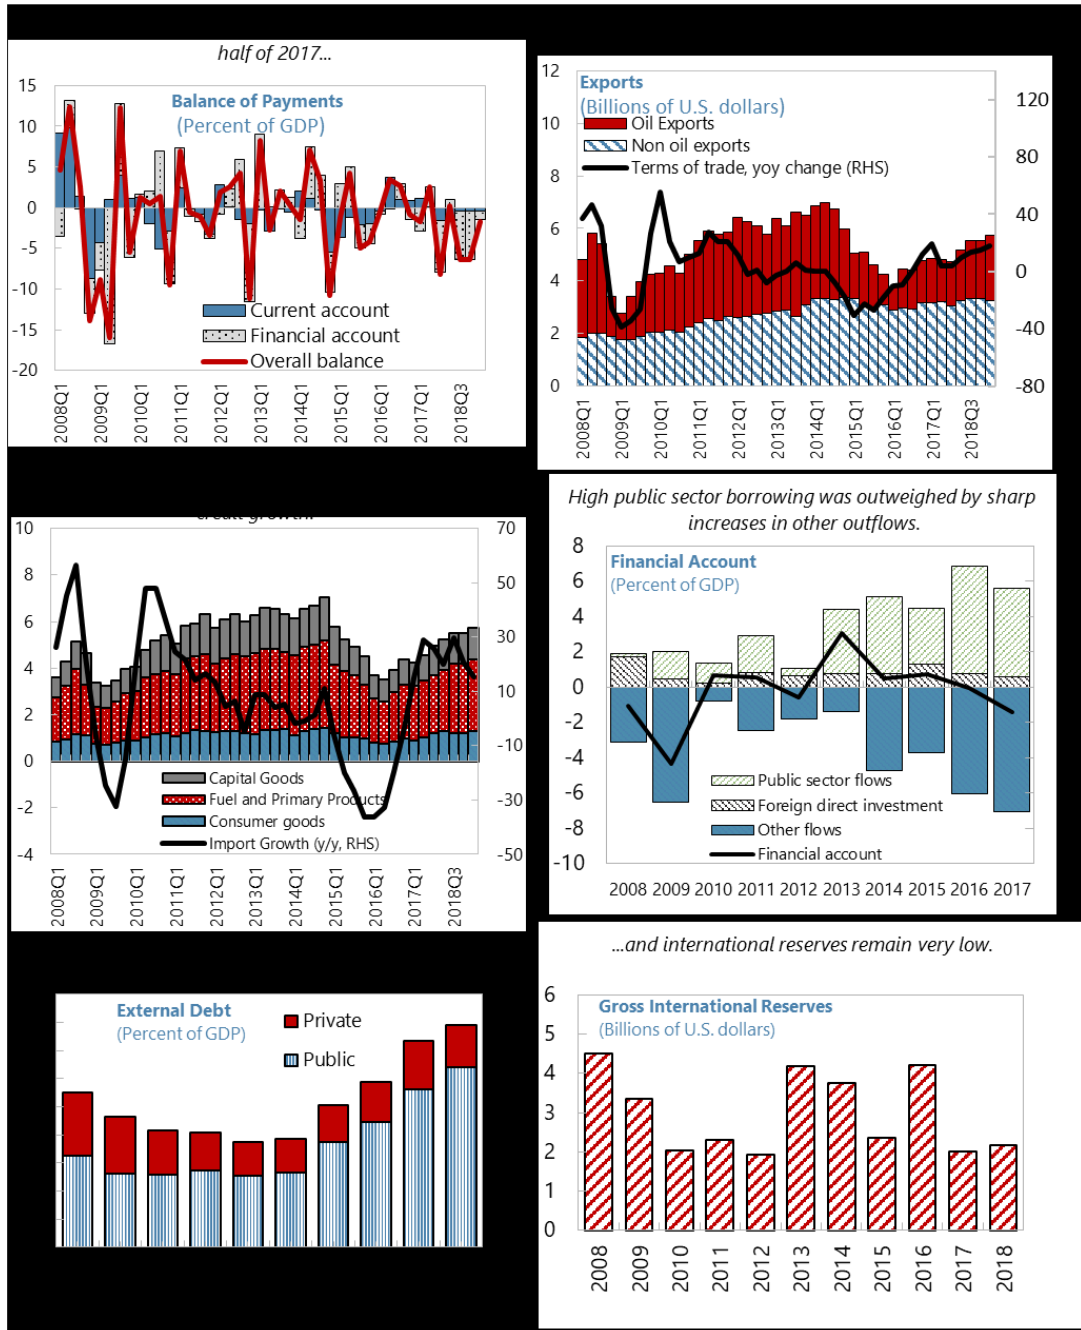 half of 2017...
Balance of Payments
(Percent of GDP)
15
10
5
0
-5
-10
-15
-20
Current account
Financial account
Overall balance
2008Q1
2009Q1
2010Q1
2011Q1
2012Q1
2013Q1
2014Q1
2015Q1
2016Q1
2017Q1
2018Q3
Exports
(Billions of U.S. dollars)
Oil Exports
Non oil exports
Terms of trade, yoy change (RHS)
12
10
8
6
4
2
0
120
80
40
0
-40
-80
2008Q1
2009Q1
2010Q1
2011Q1
2012Q1
2013Q1
2014Q1
2015Q1
2016Q1
2017Q1
2018Q3
credit growth.
10
8
6
4
2
0
-2
-4
70
50
30
10
-10
-30
-50
Capital Goods
Fuel and Primary Products
Consumer goods
Import Growth (y/y, RHS)
2008Q1
2009Q1
2010Q1
2011Q1
2012Q1
2013Q1
2014Q1
2015Q1
2016Q1
2017Q1
2018Q3
High public sector borrowing was outweighed by sharp
increases in other outflows.
Financial Account
(Percent of GDP)
8
6
4
2
0
-2
-4
-6
-8
-10
Public sector flows
Foreign direct investment
Other flows
Financial account
2008 2009 2010 2011 2012 2013 2014 2015 2016 2017
External Debt
(Percent of GDP)
Private
Public
...and international reserves remain very low.
Gross International Reserves
(Billions of U.S. dollars)
6
5
4
3
2
1
0
2008
2009
2010
2011
2012
2013
2014
2015
2016
2017
2018